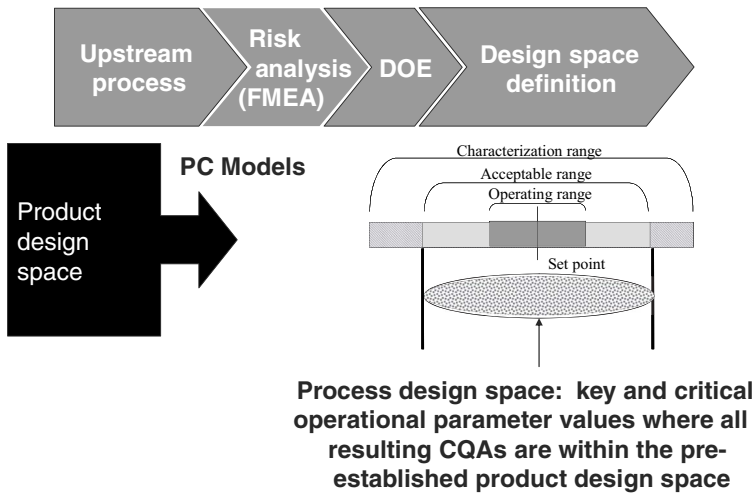 Upstream
process
Risk
analysis
(FMEA)
DOE
Design space
definition
PC Models
Product
design
space
Characterization range
Acceptable range
Operating range
Set point
Process design space: key and critical
operational parameter values where all
resulting CQAs are within the pre-
established product design space